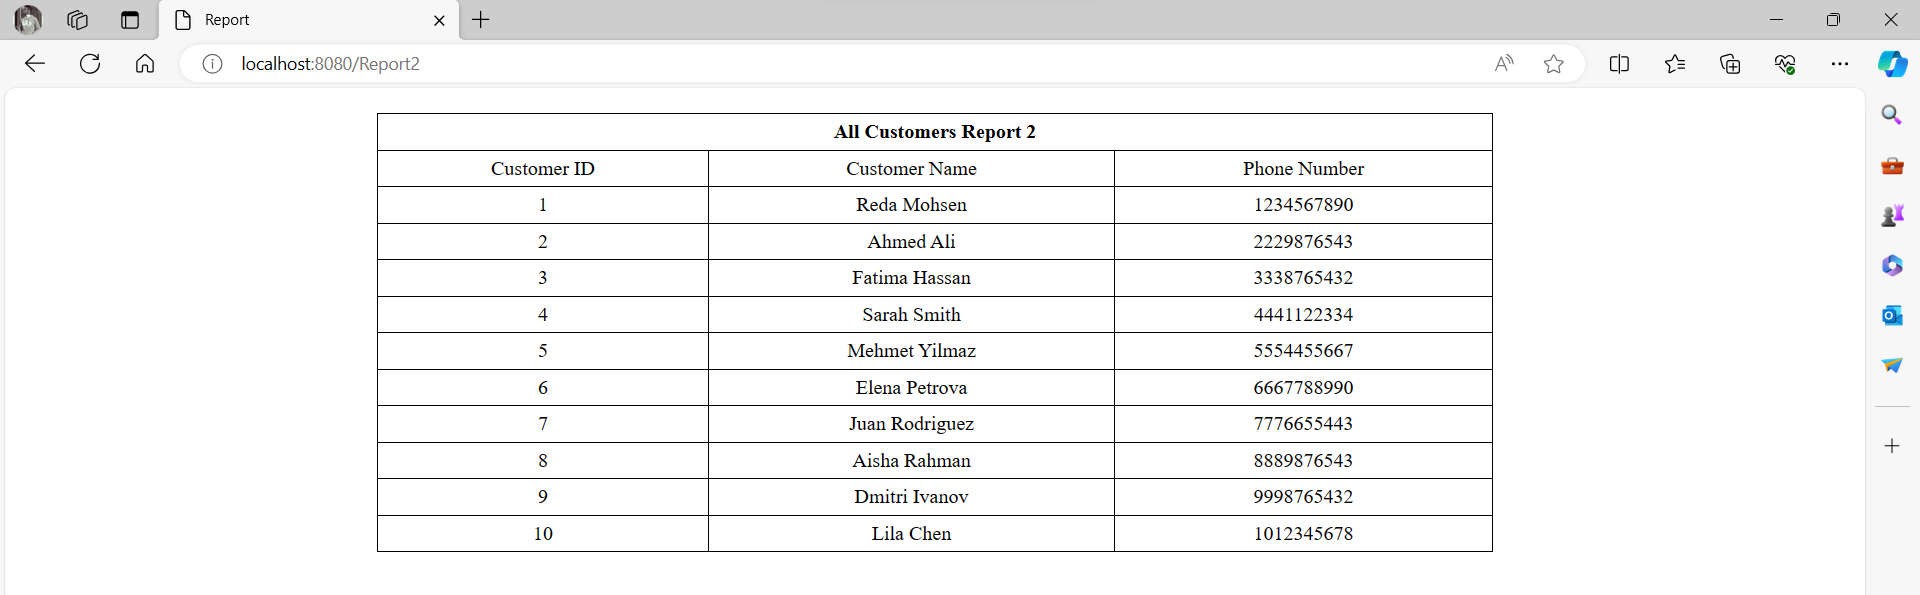 Report
localhost:8080/Report2
All Customers Report 2
Customer ID Customer Name Phone Number
1 Reda Mohsen 1234567890
2 Ahmed Ali 2229876543
3 Fatima Hassan 3338765432
4 Sarah Smith 4441122334
5 Mehmet Yilmaz 5554455667
6 Elena Petrova 6667788990
7 Juan Rodriguez 7776655443
8 Aisha Rahman 8889876543
9 Dmitri Ivanov 9998765432
10 Lila Chen 1012345678